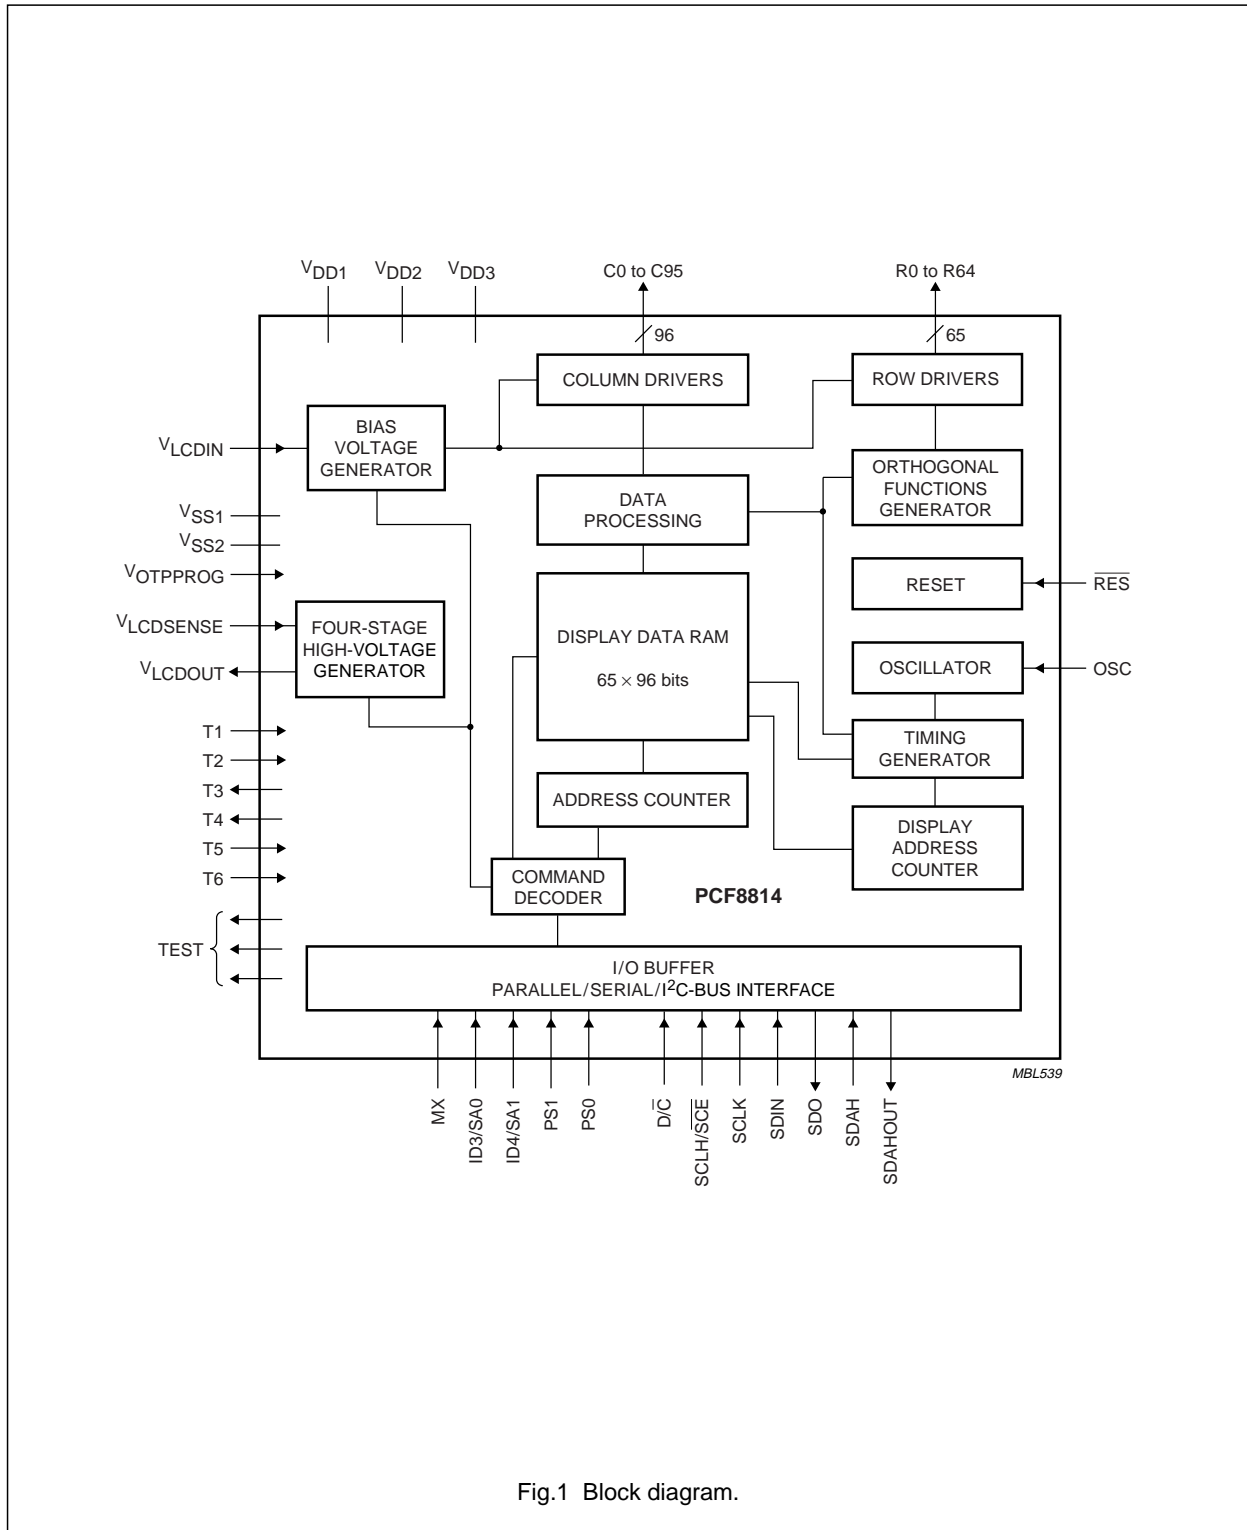 VDD1 VDD2 VDD3 C0 to C95 R0 to R64
96 65
COLUMN DRIVERS
ROW DRIVERS
VLCDIN
BIAS
VOLTAGE
GENERATOR
ORTHOGONAL
FUNCTIONS
GENERATOR
DATA
PROCESSING
VSS1
VSS2
VOTPPROG
RESET
R̅E̅S̅
VLCDSENSE
VLCDOUT
FOUR-STAGE
HIGH-VOLTAGE
GENERATOR
DISPLAY DATA RAM
65 × 96 bits
OSCILLATOR
OSC
TIMING
GENERATOR
T1
T2
T3
T4
T5
T6
ADDRESS COUNTER
DISPLAY
ADDRESS
COUNTER
COMMAND
DECODER
PCF8814
TEST
I/O BUFFER
PARALLEL/SERIAL/I²C-BUS INTERFACE
MBL539
MX
ID3/SA0
ID4/SA1
PS1
PS0
D/C̅
SCLH/S̅C̅E̅
SCLK
SDIN
SDO
SDAH
SDAHOUT
Fig.1 Block diagram.